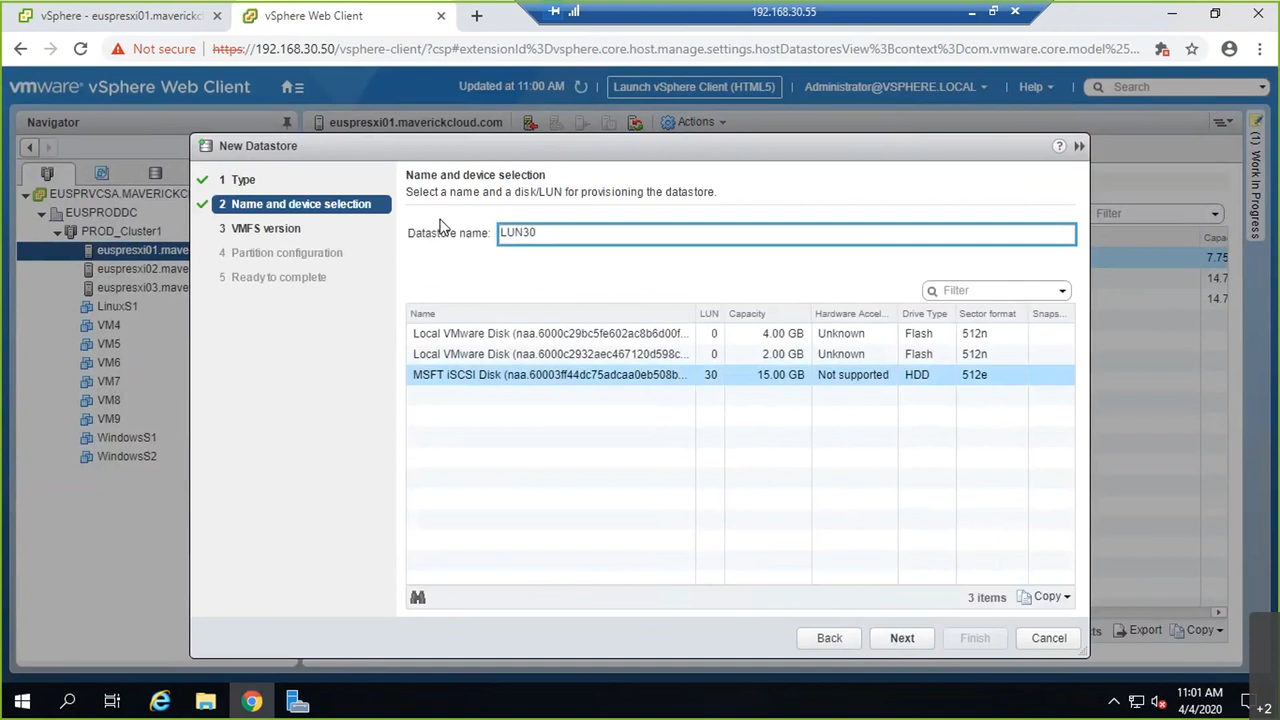 vSphere - euspresxi01.maverickcl
vSphere Web Client
192.168.30.55
Not secure
https://192.168.30.50/vsphere-client/?csp#extensionId%3Dvsphere.core.host.manage.settings.hostDatastoresView%3Bcontext%3Dcom.vmware.core.model%25...
vmware® vSphere Web Client
Updated at 11:00 AM
Launch vSphere Client (HTML5)
Administrator@VSPHERE.LOCAL
Help
Search
Navigator
euspresxi01.maverickcloud.com
Actions
New Datastore
EUSPRVCSA.MAVERICKC
EUSPRODDC
PROD_Cluster1
euspresxi01.mave
euspresxi02.mave
euspresxi03.mave
LinuxS1
VM4
VM5
VM6
VM7
VM8
VM9
WindowsS1
WindowsS2
1 Type
2 Name and device selection
3 VMFS version
4 Partition configuration
5 Ready to complete
Name and device selection
Select a name and a disk/LUN for provisioning the datastore.
Datastore name: LUN30
Filter
Name LUN Capacity Hardware Accel... Drive Type Sector format Snaps...
Local VMware Disk (naa.6000c29bc5fe602ac8b6d00f... 0 4.00 GB Unknown Flash 512n
Local VMware Disk (naa.6000c2932aec467120d598c... 0 2.00 GB Unknown Flash 512n
MSFT iSCSI Disk (naa.60003ff44dc75adcaa0eb508b... 30 15.00 GB Not supported HDD 512e
3 items Copy
Back Next Finish Cancel
Filter
Capa
7.75
14.7
14.7
Export Copy
Work In Progress
11:01 AM
4/4/2020
+2